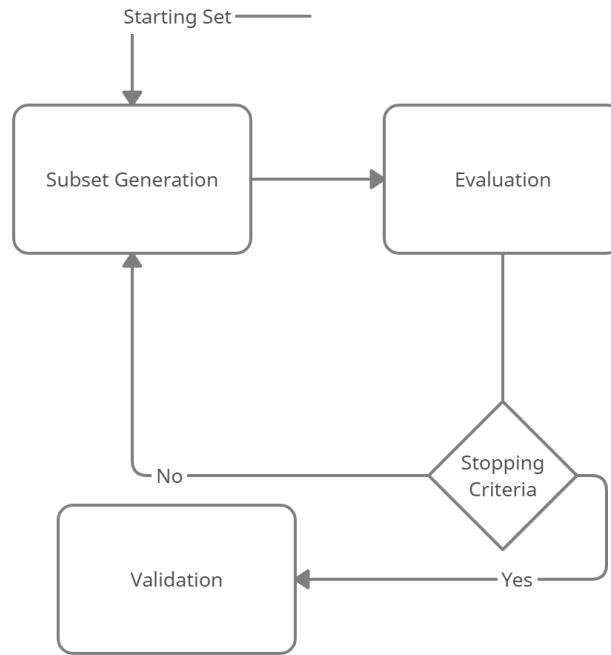 Starting Set
Subset Generation
Evaluation
Stopping
Criteria
No
Validation
Yes